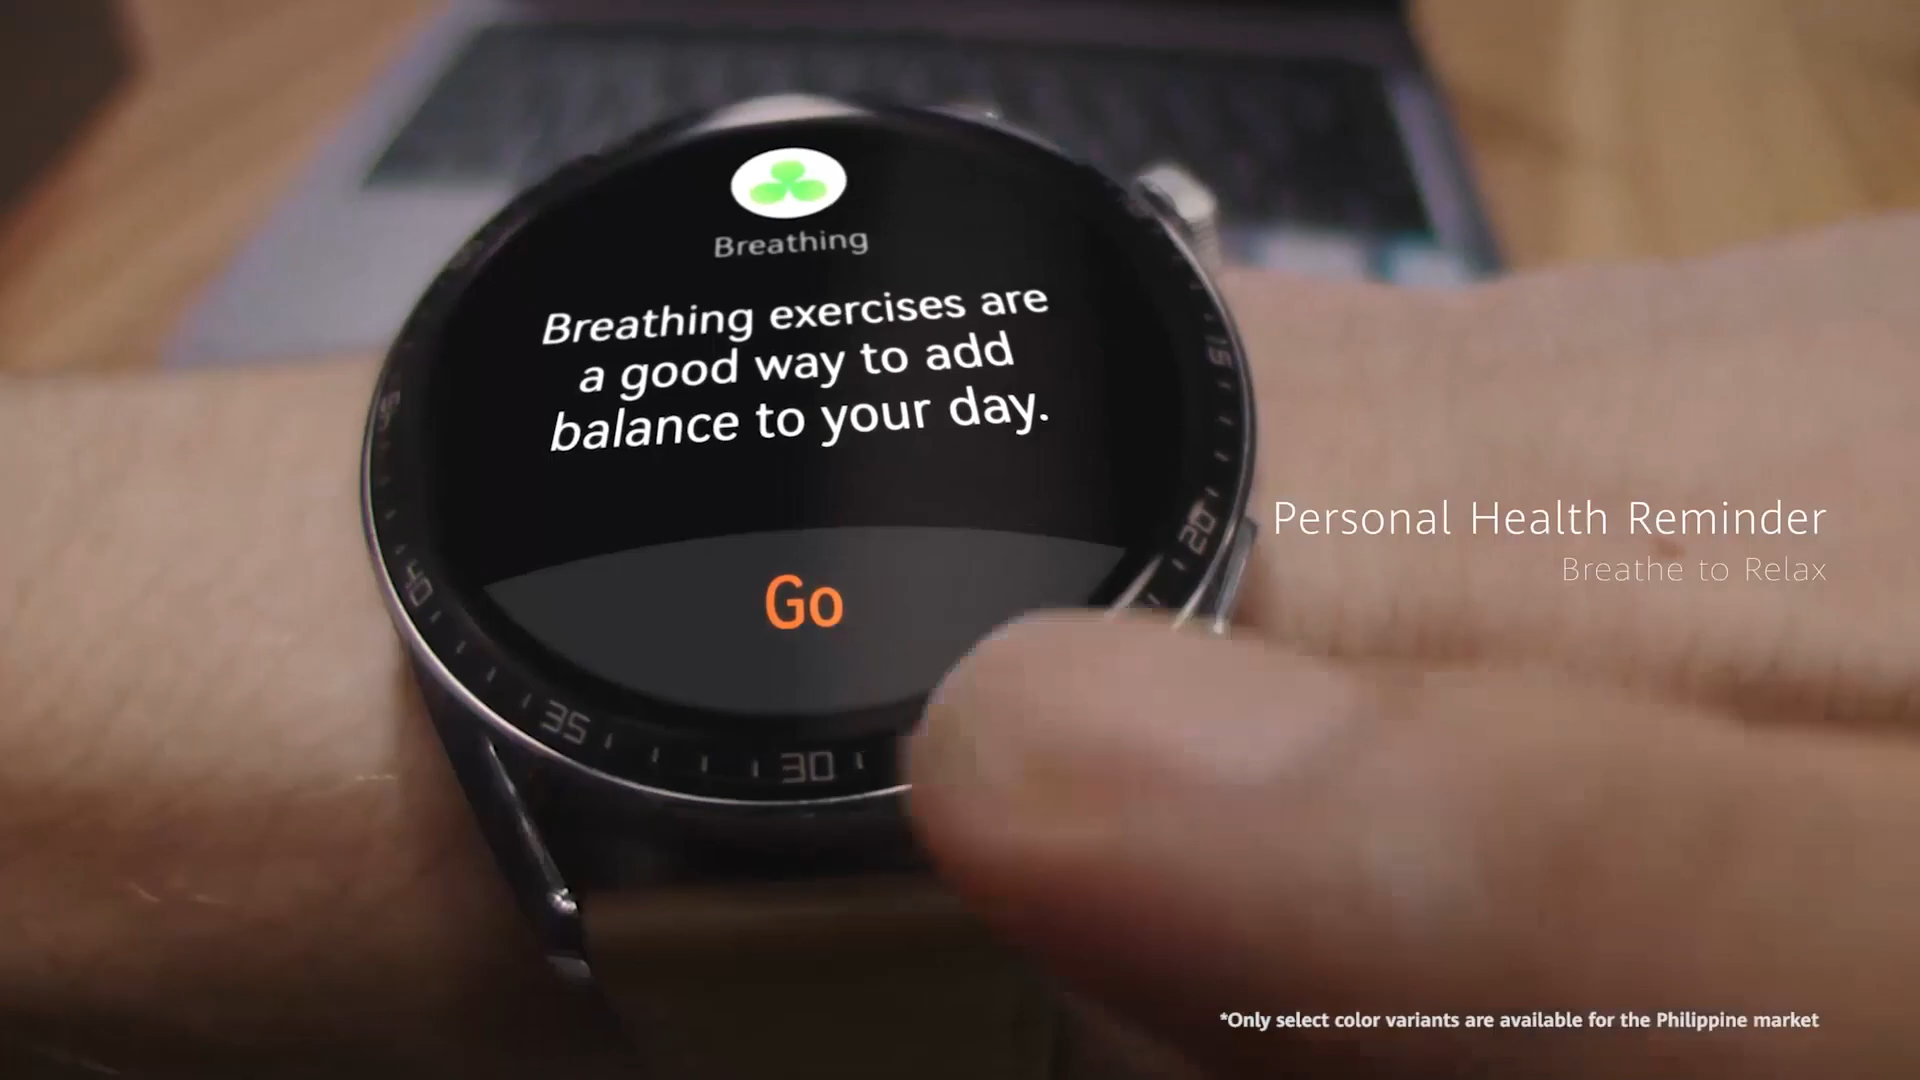 Breathing
Breathing exercises are
a good way to add
balance to your day.
Go
15
20
30
35
40
Personal Health Reminder
Breathe to Relax
*Only select color variants are available for the Philippine market